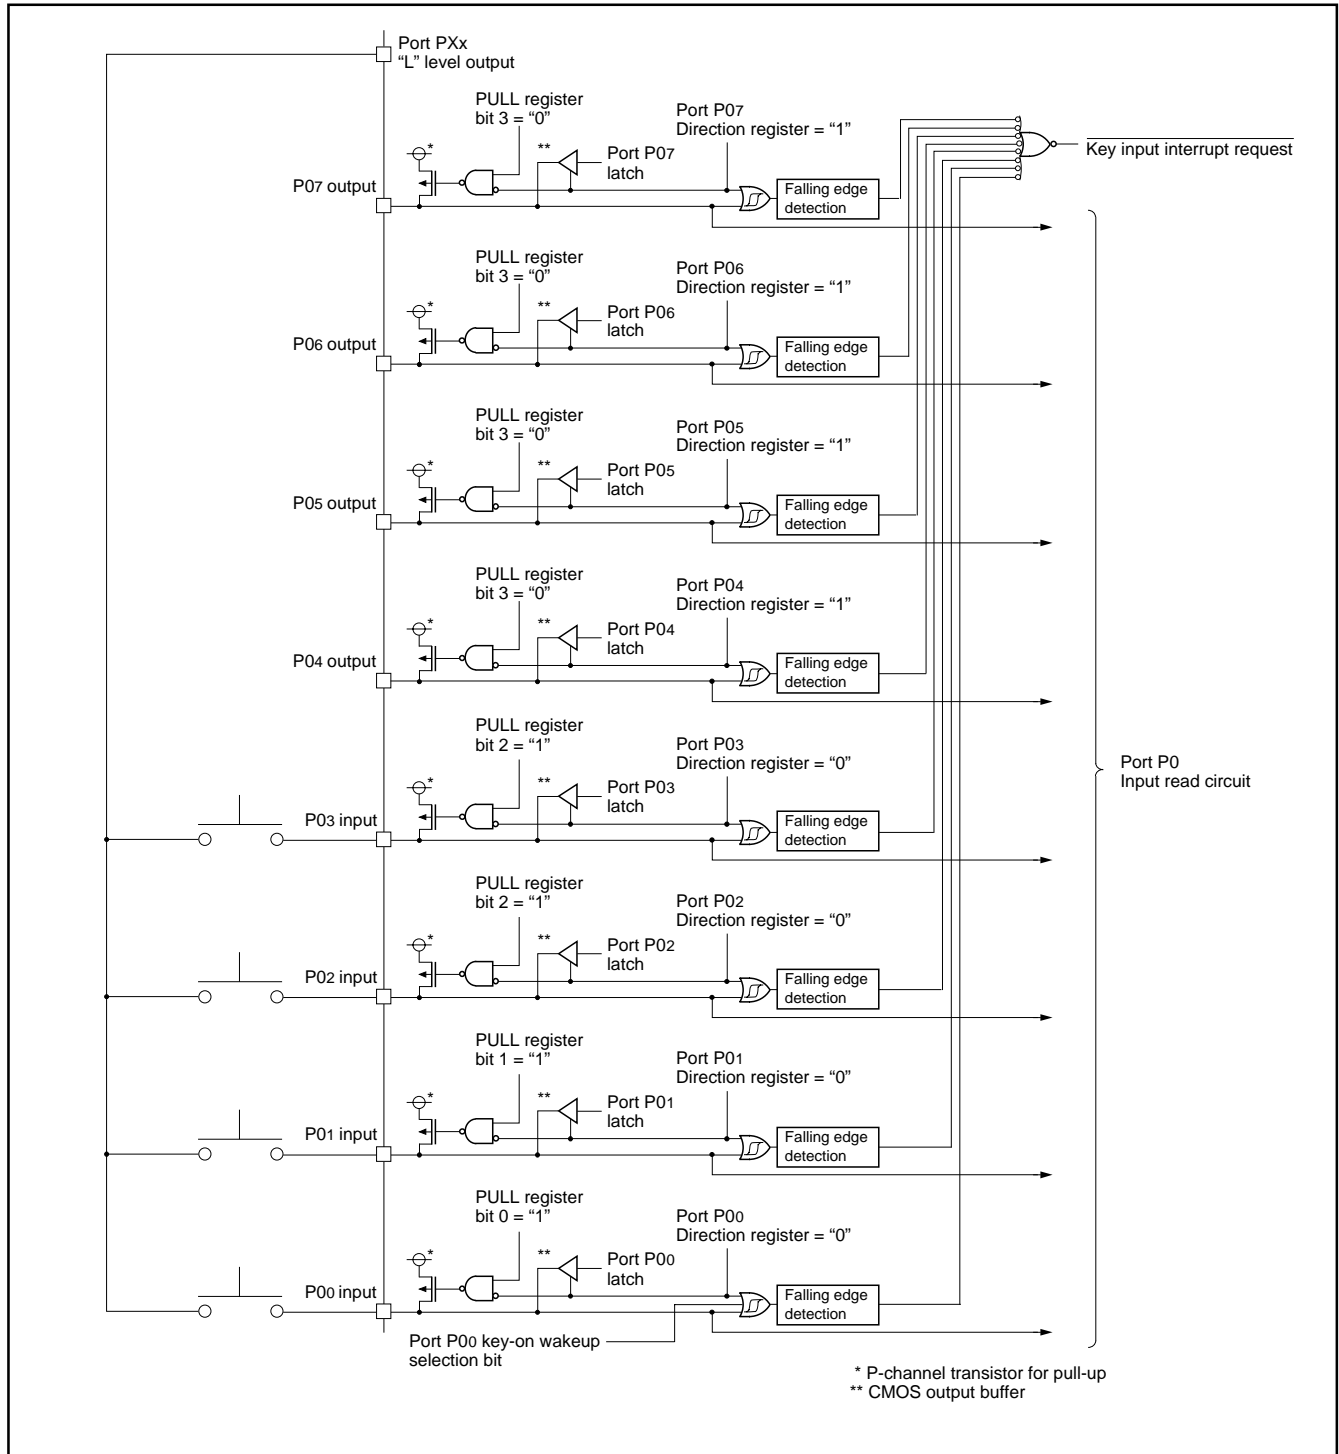 Port PXx
“L” level output
PULL register
bit 3 = “0”
Port P07
Direction register = “1”
*
**
Port P07
latch
P07 output
Falling edge
detection
Key input interrupt request
PULL register
bit 3 = “0”
Port P06
Direction register = “1”
*
**
Port P06
latch
P06 output
Falling edge
detection
PULL register
bit 3 = “0”
Port P05
Direction register = “1”
*
**
Port P05
latch
P05 output
Falling edge
detection
PULL register
bit 3 = “0”
Port P04
Direction register = “1”
*
**
Port P04
latch
P04 output
Falling edge
detection
PULL register
bit 2 = “1”
Port P03
Direction register = “0”
*
**
Port P03
latch
P03 input
Falling edge
detection
Port P0
Input read circuit
PULL register
bit 2 = “1”
Port P02
Direction register = “0”
*
**
Port P02
latch
P02 input
Falling edge
detection
PULL register
bit 1 = “1”
Port P01
Direction register = “0”
*
**
Port P01
latch
P01 input
Falling edge
detection
PULL register
bit 0 = “1”
Port P00
Direction register = “0”
*
**
Port P00
latch
P00 input
Falling edge
detection
Port P00 key-on wakeup
selection bit
* P-channel transistor for pull-up
** CMOS output buffer